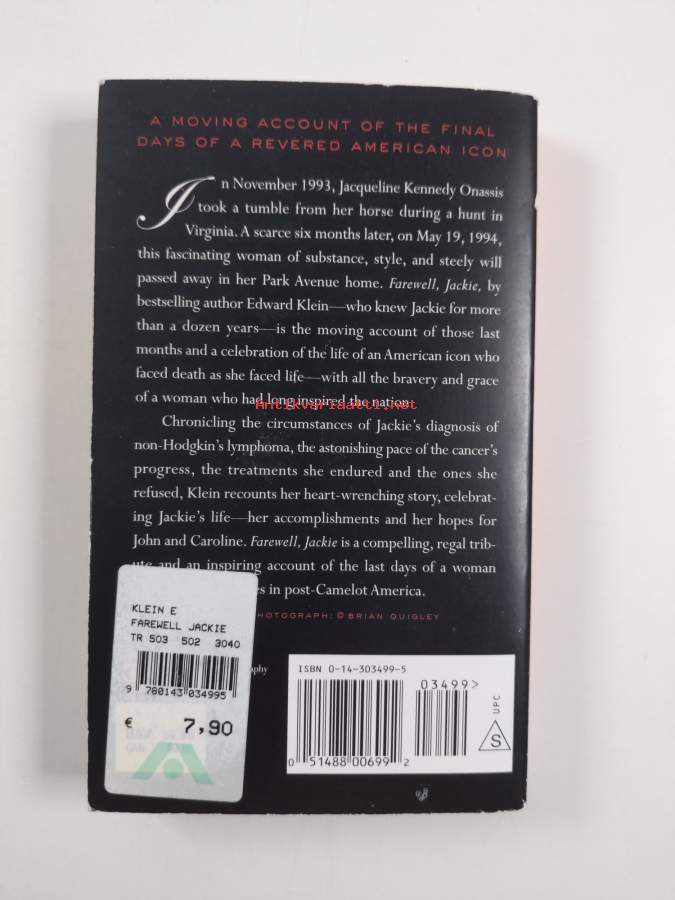 A MOVING ACCOUNT OF THE FINAL
DAYS OF A REVERED AMERICAN ICON
In November 1993, Jacqueline Kennedy Onassis
took a tumble from her horse during a hunt in
Virginia. A scarce six months later, on May 19, 1994,
this fascinating woman of substance, style, and steely will
passed away in her Park Avenue home. Farewell, Jackie, by
bestselling author Edward Klein—who knew Jackie for more
than a dozen years—is the moving account of those last
months and a celebration of the life of an American icon who
faced death as she faced life—with all the bravery and grace
of a woman who had long inspired the nation.
Antikvariaatti.net
Chronicling the circumstances of Jackie's diagnosis of
non-Hodgkin's lymphoma, the astonishing pace of the cancer's
progress, the treatments she endured and the ones she
refused, Klein recounts her heart-wrenching story, celebrat-
ing Jackie's life—her accomplishments and her hopes for
John and Caroline. Farewell, Jackie is a compelling, regal trib-
ute and an inspiring account of the last days of a woman
in post-Camelot America.
PHOTOGRAPH: © BRIAN QUIGLEY
KLEIN E
FAREWELL JACKIE
TR 503 502 3040
9 780143 034995
€ 7,90
ISBN 0-14-303499-5
03499>
0 51488 00699 2
UPC
S